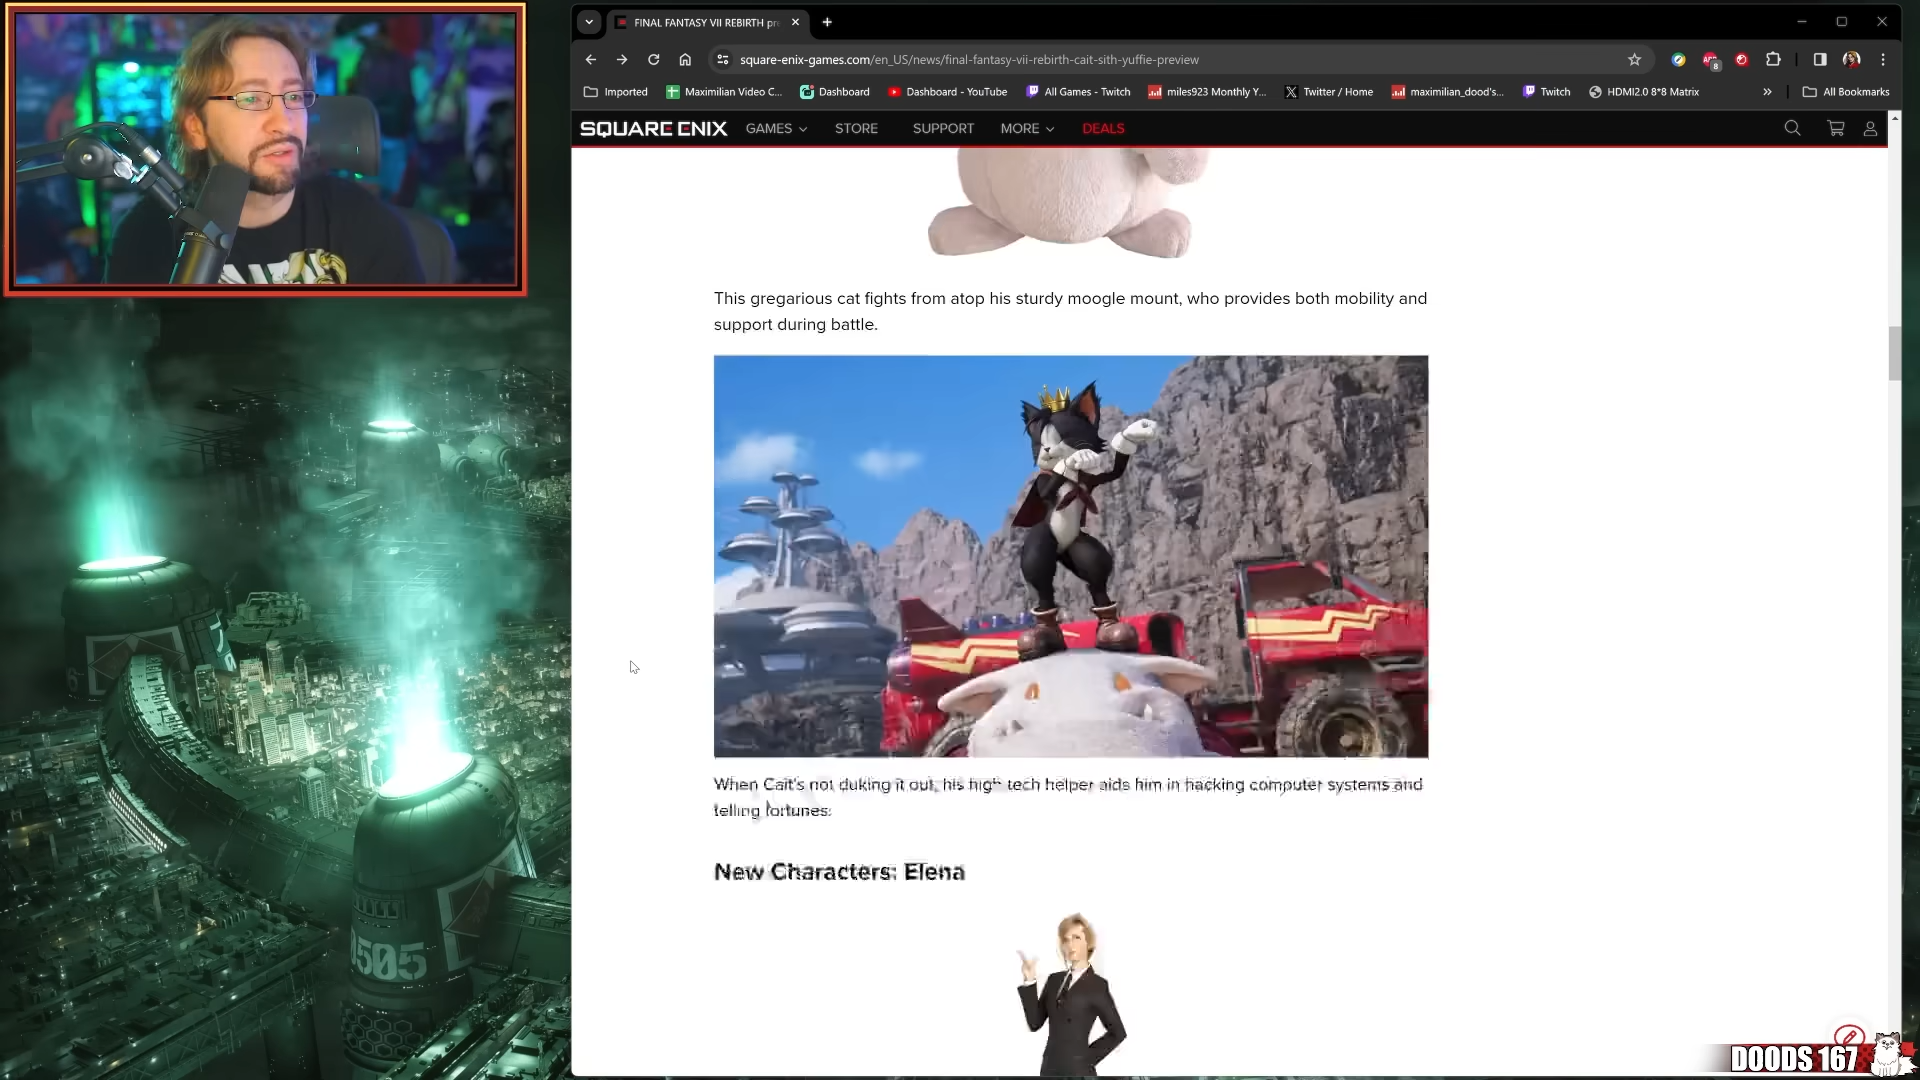 FINAL FANTASY VII REBIRTH pr
square-enix-games.com/en_US/news/final-fantasy-vii-rebirth-cait-sith-yuffie-preview
8
Imported Maximilian Video C... Dashboard Dashboard - YouTube All Games - Twitch miles923 Monthly Y... Twitter / Home maximilian_dood's... Twitch HDMI2.0 8*8 Matrix » All Bookmarks
SQUARE ENIX GAMES STORE SUPPORT MORE DEALS
This gregarious cat fights from atop his sturdy moogle mount, who provides both mobility and
support during battle.
When Cait's not duking it out, his high tech helper aids him in hacking computer systems and
telling fortunes.
New Characters: Elena
0505
DOODS 167